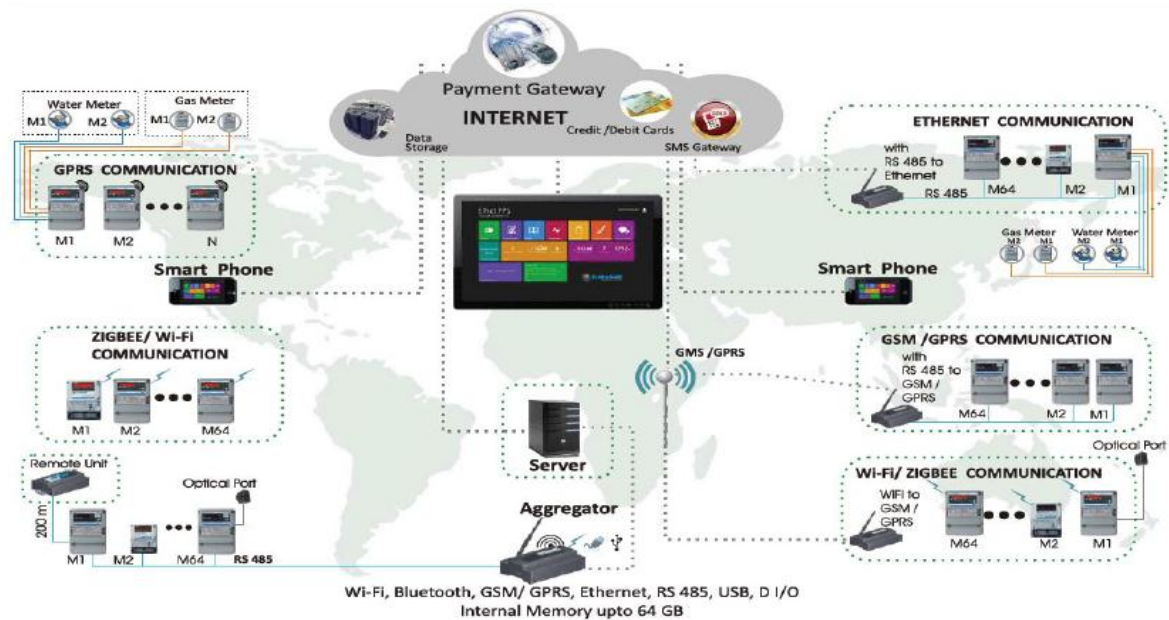 Payment Gateway
INTERNET
Data
Storage
Credit /Debit Cards
SMS Gateway
Water Meter
M1
M2
Gas Meter
M1
M2
GPRS COMMUNICATION
M1
M2
N
Smart Phone
ZIGBEE/ Wi-Fi
COMMUNICATION
M1
M2
M64
Remote Unit
200 m
Optical Port
M1
M2
M64
RS 485
Server
Aggregator
GMS /GPRS
Wi-Fi, Bluetooth, GSM/ GPRS, Ethernet, RS 485, USB, D I/O
Internal Memory upto 64 GB
ETHERNET COMMUNICATION
with
RS 485 to
Ethernet
RS 485
M64
M2
M1
Gas Meter
M2
M1
Water Meter
M2
M1
Smart Phone
GSM /GPRS COMMUNICATION
with
RS 485 to
GSM /
GPRS
M64
M2
M1
Optical Port
Wi-Fi/ ZIGBEE COMMUNICATION
WIFI to
GSM /
GPRS
M64
M2
M1